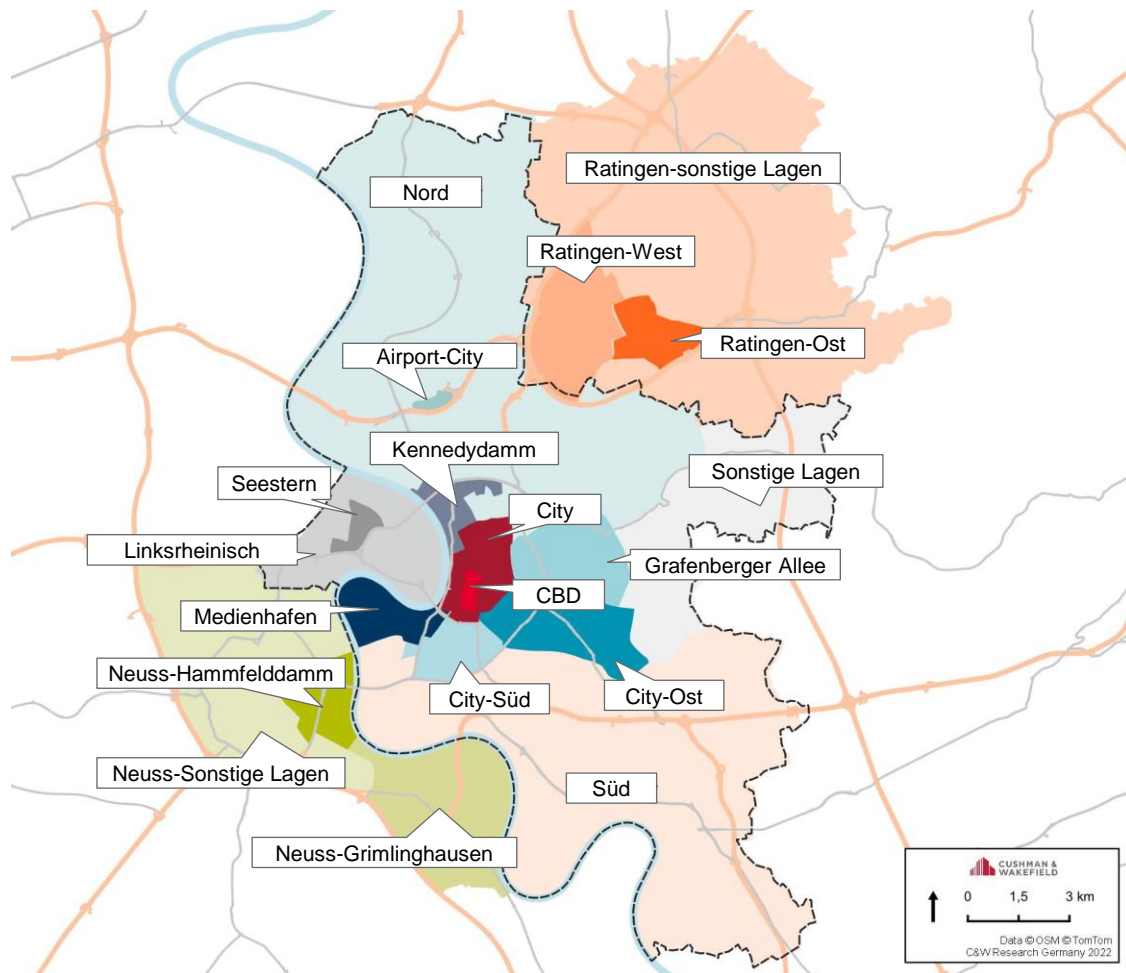 Nord
Ratingen-sonstige Lagen
Ratingen-West
Ratingen-Ost
Airport-City
Kennedydamm
Sonstige Lagen
Seestern
City
Linksrheinisch
Grafenberger Allee
CBD
Medienhafen
Neuss-Hammfelddamm
City-Süd
City-Ost
Neuss-Sonstige Lagen
Süd
Neuss-Grimlinghausen
CUSHMAN &
WAKEFIELD
0 1,5 3 km
Data © OSM © TomTom
C&W Research Germany 2022